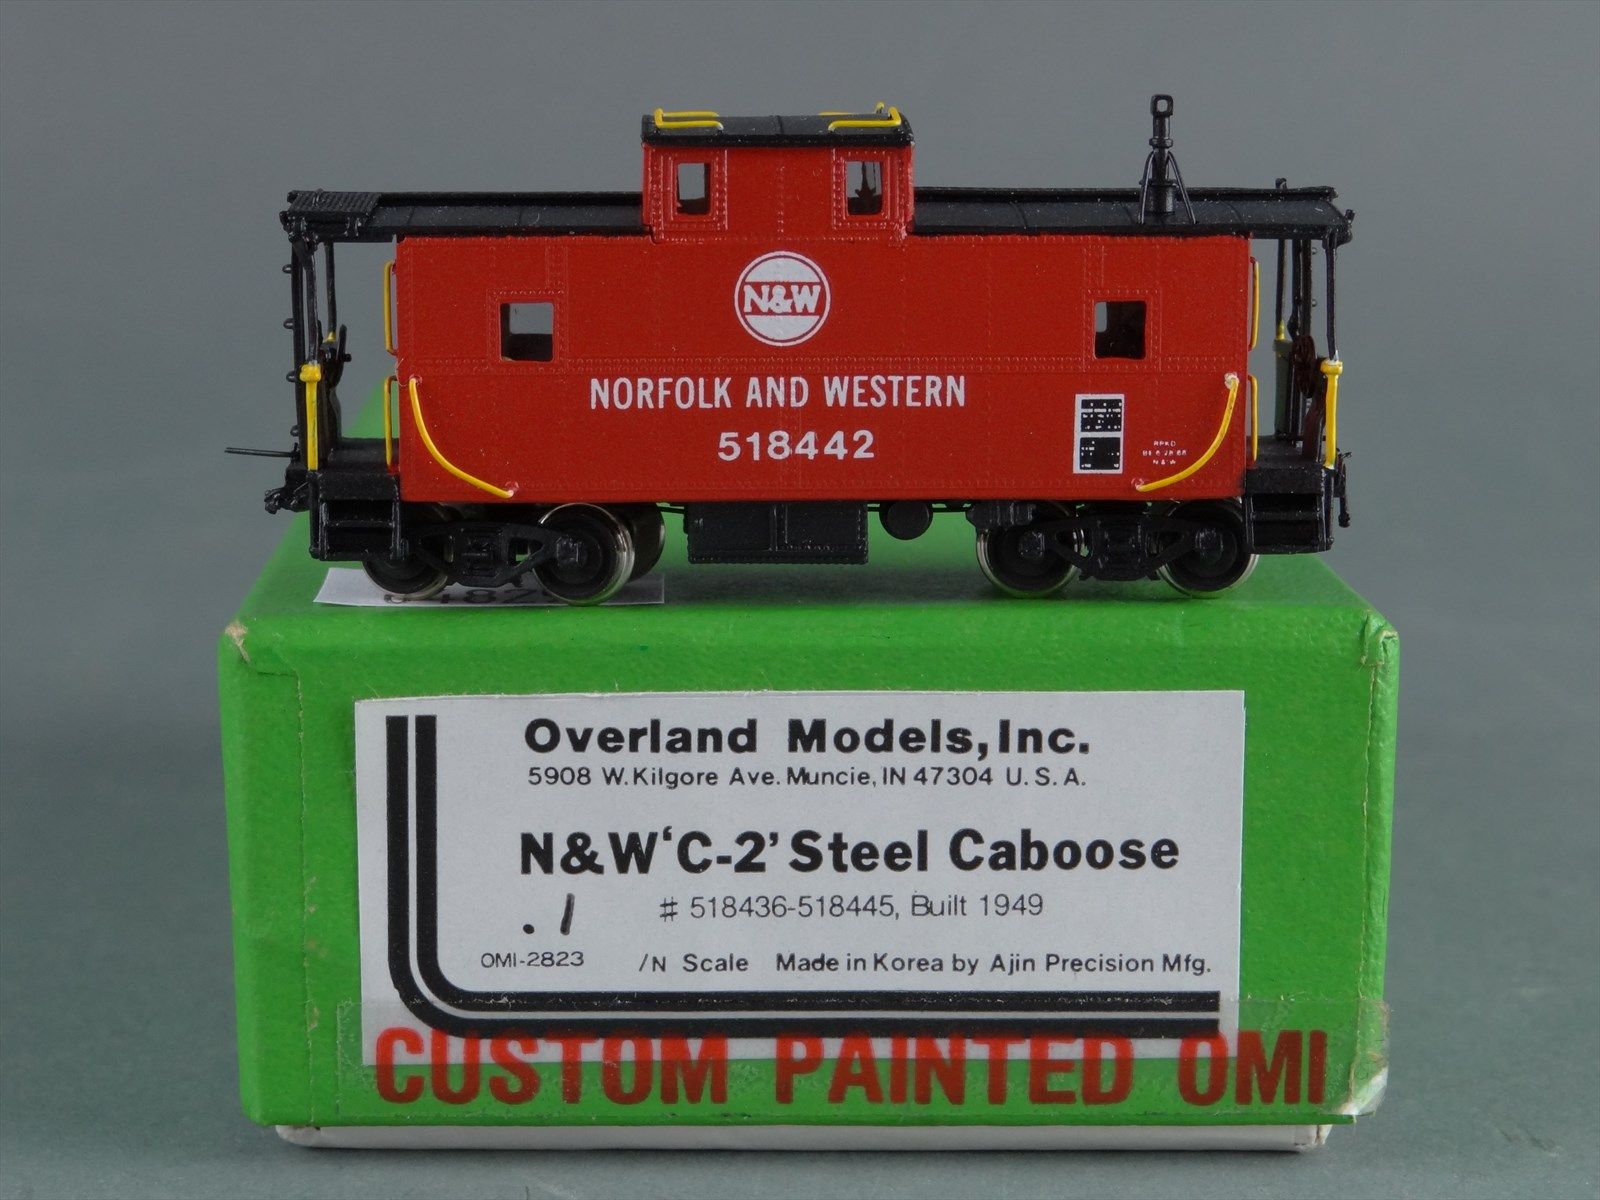 N&W
NORFOLK AND WESTERN
518442
RPKD
N & W
Overland Models, Inc.
5908 W. Kilgore Ave. Muncie, IN 47304 U. S. A.
N&W 'C-2' Steel Caboose
# 518436-518445, Built 1949
.1
OMI-2823 /N Scale Made in Korea by Ajin Precision Mfg.
CUSTOM PAINTED OMI